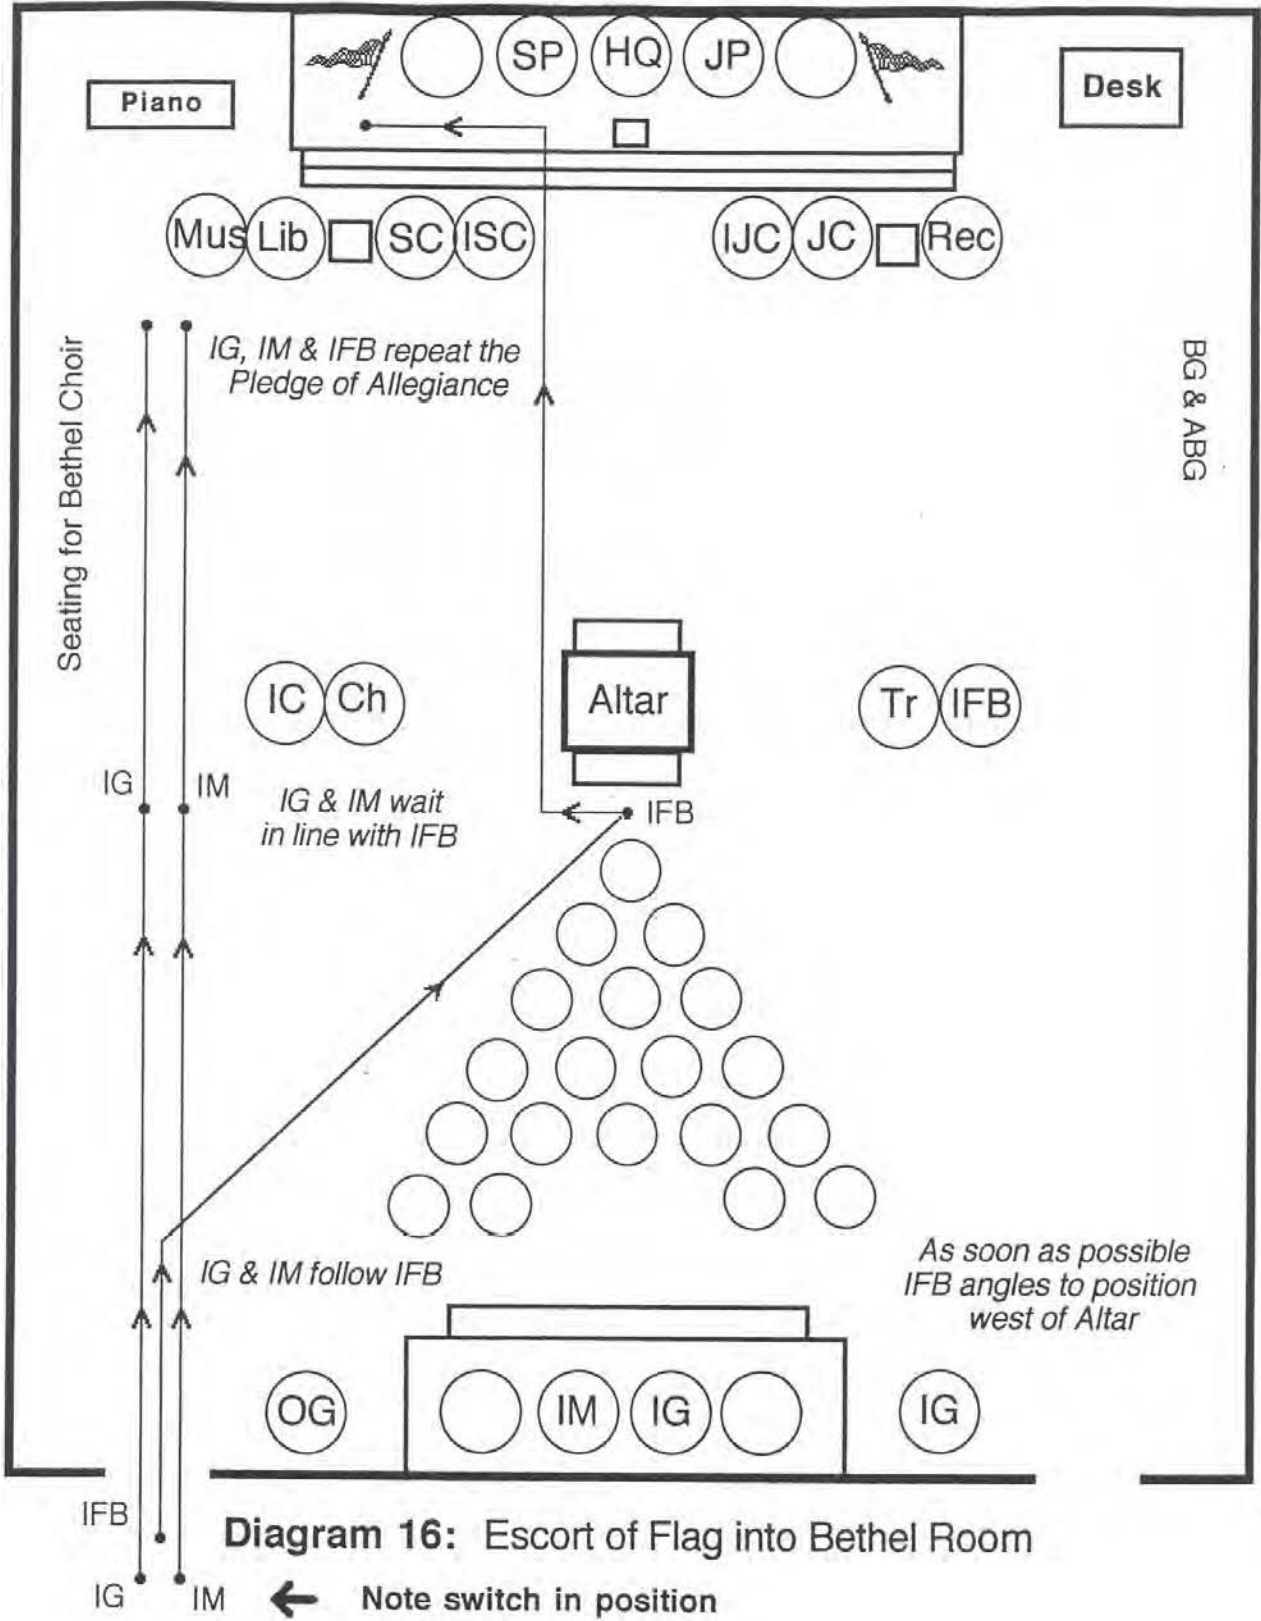 SP HQ JP
Piano
Desk
Mus Lib SC ISC IJC JC Rec
IG, IM & IFB repeat the
Pledge of Allegiance
Seating for Bethel Choir
BG & ABG
IC Ch Altar Tr IFB
IG IM
IG & IM wait
in line with IFB
IFB
IG & IM follow IFB
As soon as possible
IFB angles to position
west of Altar
OG IM IG IG
IFB
Diagram 16: Escort of Flag into Bethel Room
IG IM ← Note switch in position